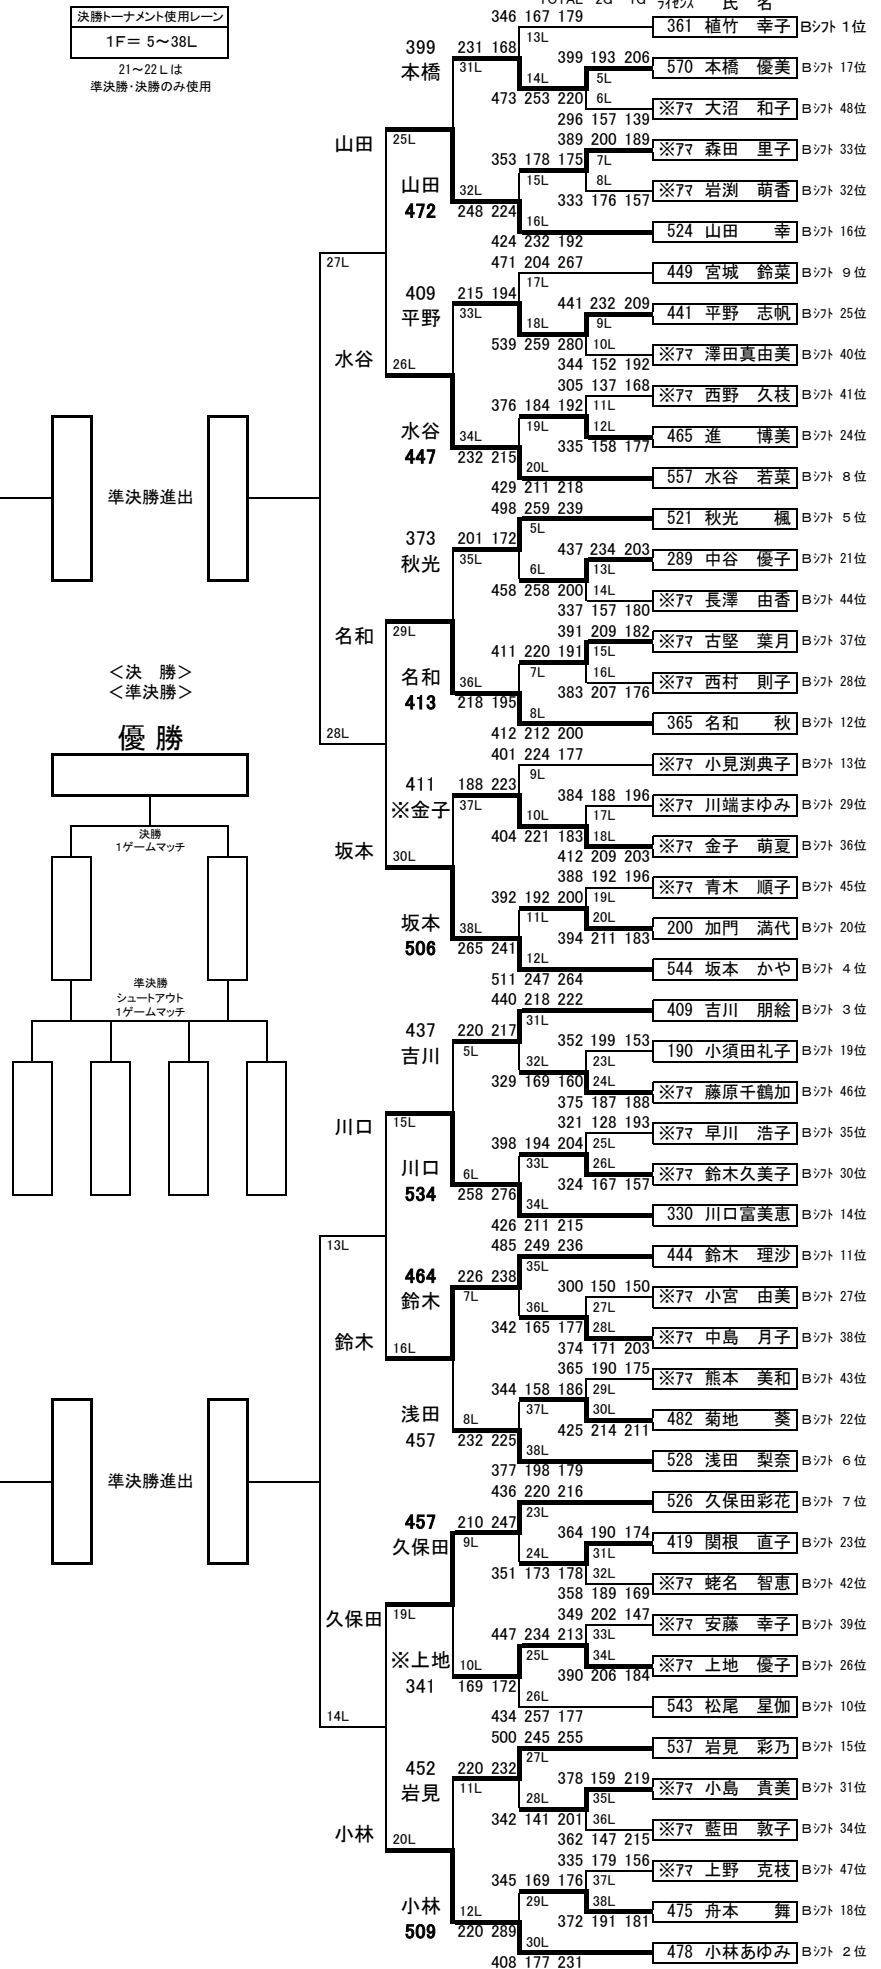 TOTAL 2G 1G ﾗｲｾﾝｽ 氏 名
決勝トーナメント使用レーン
1F＝ 5～38L
21～22Ｌは
準決勝・決勝のみ使用
346 167 179
361 植竹 幸子 Bｼﾌﾄ 1位
13L
399 231 168
本橋 31L
399 193 206
570 本橋 優美 Bｼﾌﾄ 17位
14L 5L
473 253 220 6L
※ｱﾏ 大沼 和子 Bｼﾌﾄ 48位
296 157 139
山田 25L
389 200 189
※ｱﾏ 森田 里子 Bｼﾌﾄ 33位
353 178 175 7L
山田 32L 15L 8L
※ｱﾏ 岩渕 萌香 Bｼﾌﾄ 32位
333 176 157
472 248 224
16L
524 山田 幸 Bｼﾌﾄ 16位
424 232 192
27L
471 204 267
449 宮城 鈴菜 Bｼﾌﾄ 9位
17L
409 215 194
平野 33L
441 232 209
441 平野 志帆 Bｼﾌﾄ 25位
18L 9L
539 259 280 10L
※ｱﾏ 澤田真由美 Bｼﾌﾄ 40位
344 152 192
水谷 26L
305 137 168
※ｱﾏ 西野 久枝 Bｼﾌﾄ 41位
376 184 192 11L
水谷 34L 19L 12L
465 進 博美 Bｼﾌﾄ 24位
335 158 177
447 232 215
20L
557 水谷 若菜 Bｼﾌﾄ 8位
429 211 218
準決勝進出
498 259 239
521 秋光 楓 Bｼﾌﾄ 5位
5L
373 201 172
秋光 35L
437 234 203
289 中谷 優子 Bｼﾌﾄ 21位
6L 13L
458 258 200 14L
※ｱﾏ 長澤 由香 Bｼﾌﾄ 44位
337 157 180
名和 29L
391 209 182
※ｱﾏ 古堅 葉月 Bｼﾌﾄ 37位
411 220 191 15L
名和 36L 7L 16L
※ｱﾏ 西村 則子 Bｼﾌﾄ 28位
383 207 176
413 218 195
8L
365 名和 秋 Bｼﾌﾄ 12位
412 212 200
＜決 勝＞
＜準決勝＞
優 勝
28L
401 224 177
※ｱﾏ 小見渕典子 Bｼﾌﾄ 13位
9L
411 188 223
※金子 37L
384 188 196
※ｱﾏ 川端まゆみ Bｼﾌﾄ 29位
10L 17L
404 221 183 18L
※ｱﾏ 金子 萌夏 Bｼﾌﾄ 36位
412 209 203
決勝
1ゲームマッチ
坂本 30L
388 192 196
※ｱﾏ 青木 順子 Bｼﾌﾄ 45位
392 192 200 19L
坂本 38L 11L 20L
200 加門 満代 Bｼﾌﾄ 20位
394 211 183
506 265 241
12L
544 坂本 かや Bｼﾌﾄ 4位
511 247 264
準決勝
シュートアウト
1ゲームマッチ
440 218 222
409 吉川 朋絵 Bｼﾌﾄ 3位
31L
437 220 217
吉川 5L
352 199 153
190 小須田礼子 Bｼﾌﾄ 19位
32L 23L
329 169 160 24L
※ｱﾏ 藤原千鶴加 Bｼﾌﾄ 46位
375 187 188
川口 15L
321 128 193
※ｱﾏ 早川 浩子 Bｼﾌﾄ 35位
398 194 204 25L
川口 6L 33L 26L
※ｱﾏ 鈴木久美子 Bｼﾌﾄ 30位
324 167 157
534 258 276
34L
330 川口富美恵 Bｼﾌﾄ 14位
426 211 215
13L
485 249 236
444 鈴木 理沙 Bｼﾌﾄ 11位
35L
464 226 238
鈴木 7L
300 150 150
※ｱﾏ 小宮 由美 Bｼﾌﾄ 27位
36L 27L
342 165 177 28L
※ｱﾏ 中島 月子 Bｼﾌﾄ 38位
374 171 203
鈴木 16L
365 190 175
※ｱﾏ 熊本 美和 Bｼﾌﾄ 43位
344 158 186 29L
浅田 8L 37L 30L
482 菊地 葵 Bｼﾌﾄ 22位
425 214 211
457 232 225
38L
528 浅田 梨奈 Bｼﾌﾄ 6位
377 198 179
準決勝進出
436 220 216
526 久保田彩花 Bｼﾌﾄ 7位
23L
457 210 247
久保田 9L
364 190 174
419 関根 直子 Bｼﾌﾄ 23位
24L 31L
351 173 178 32L
※ｱﾏ 蛯名 智恵 Bｼﾌﾄ 42位
358 189 169
久保田 19L
349 202 147
※ｱﾏ 安藤 幸子 Bｼﾌﾄ 39位
447 234 213 33L
※上地 10L 25L 34L
※ｱﾏ 上地 優子 Bｼﾌﾄ 26位
390 206 184
341 169 172
26L
543 松尾 星伽 Bｼﾌﾄ 10位
434 257 177
14L
500 245 255
537 岩見 彩乃 Bｼﾌﾄ 15位
27L
452 220 232
岩見 11L
378 159 219
※ｱﾏ 小島 貴美 Bｼﾌﾄ 31位
28L 35L
342 141 201 36L
※ｱﾏ 藍田 敦子 Bｼﾌﾄ 34位
362 147 215
小林 20L
335 179 156
※ｱﾏ 上野 克枝 Bｼﾌﾄ 47位
345 169 176 37L
小林 12L 29L 38L
475 舟本 舞 Bｼﾌﾄ 18位
372 191 181
509 220 289
30L
478 小林あゆみ Bｼﾌﾄ 2位
408 177 231